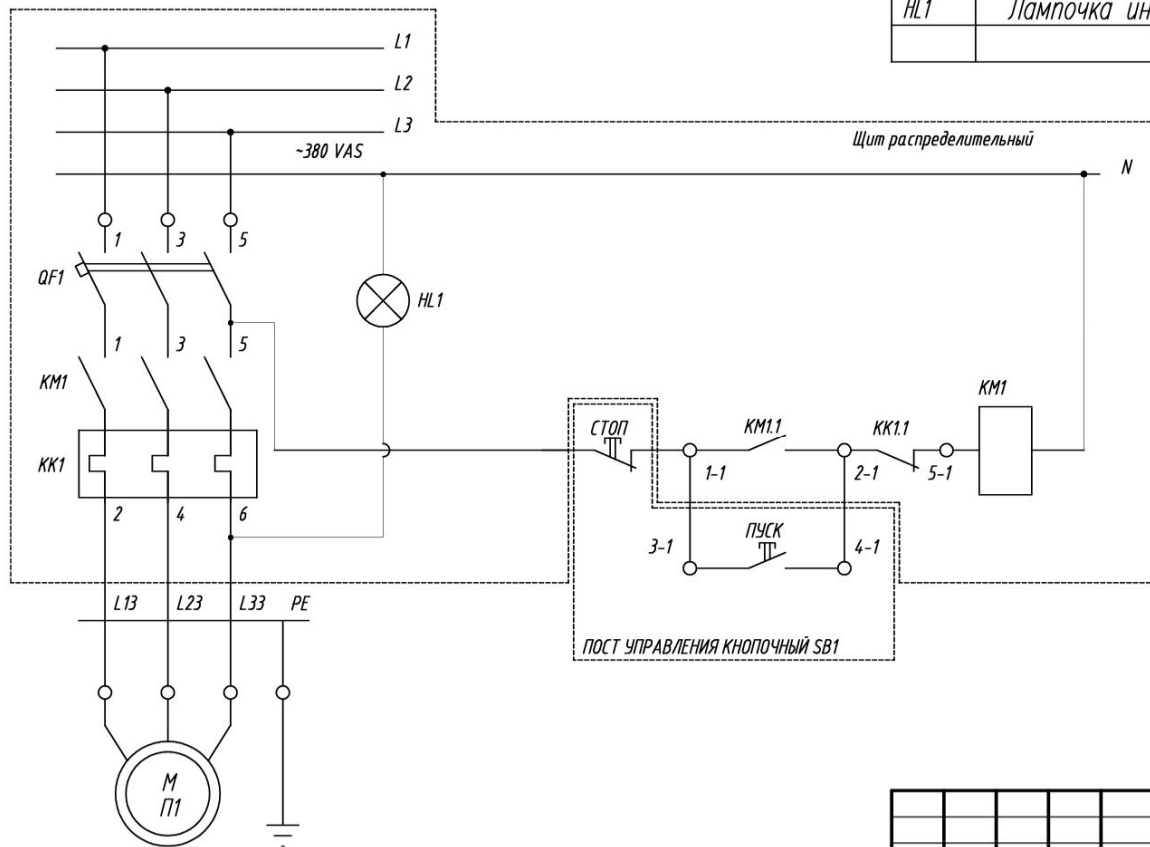 HL1 Лампочка ин
L1
L2
L3
~380 VAS
Щит распределительный
N
1 3 5
QF1
HL1
1 3 5
KM1
KM1
СТОП
KM1.1
KK1.1
KK1
1-1
2-1
5-1
2 4 6
ПУСК
3-1
4-1
L13 L23 L33 PE
ПОСТ УПРАВЛЕНИЯ КНОПОЧНЫЙ SB1
М
П1